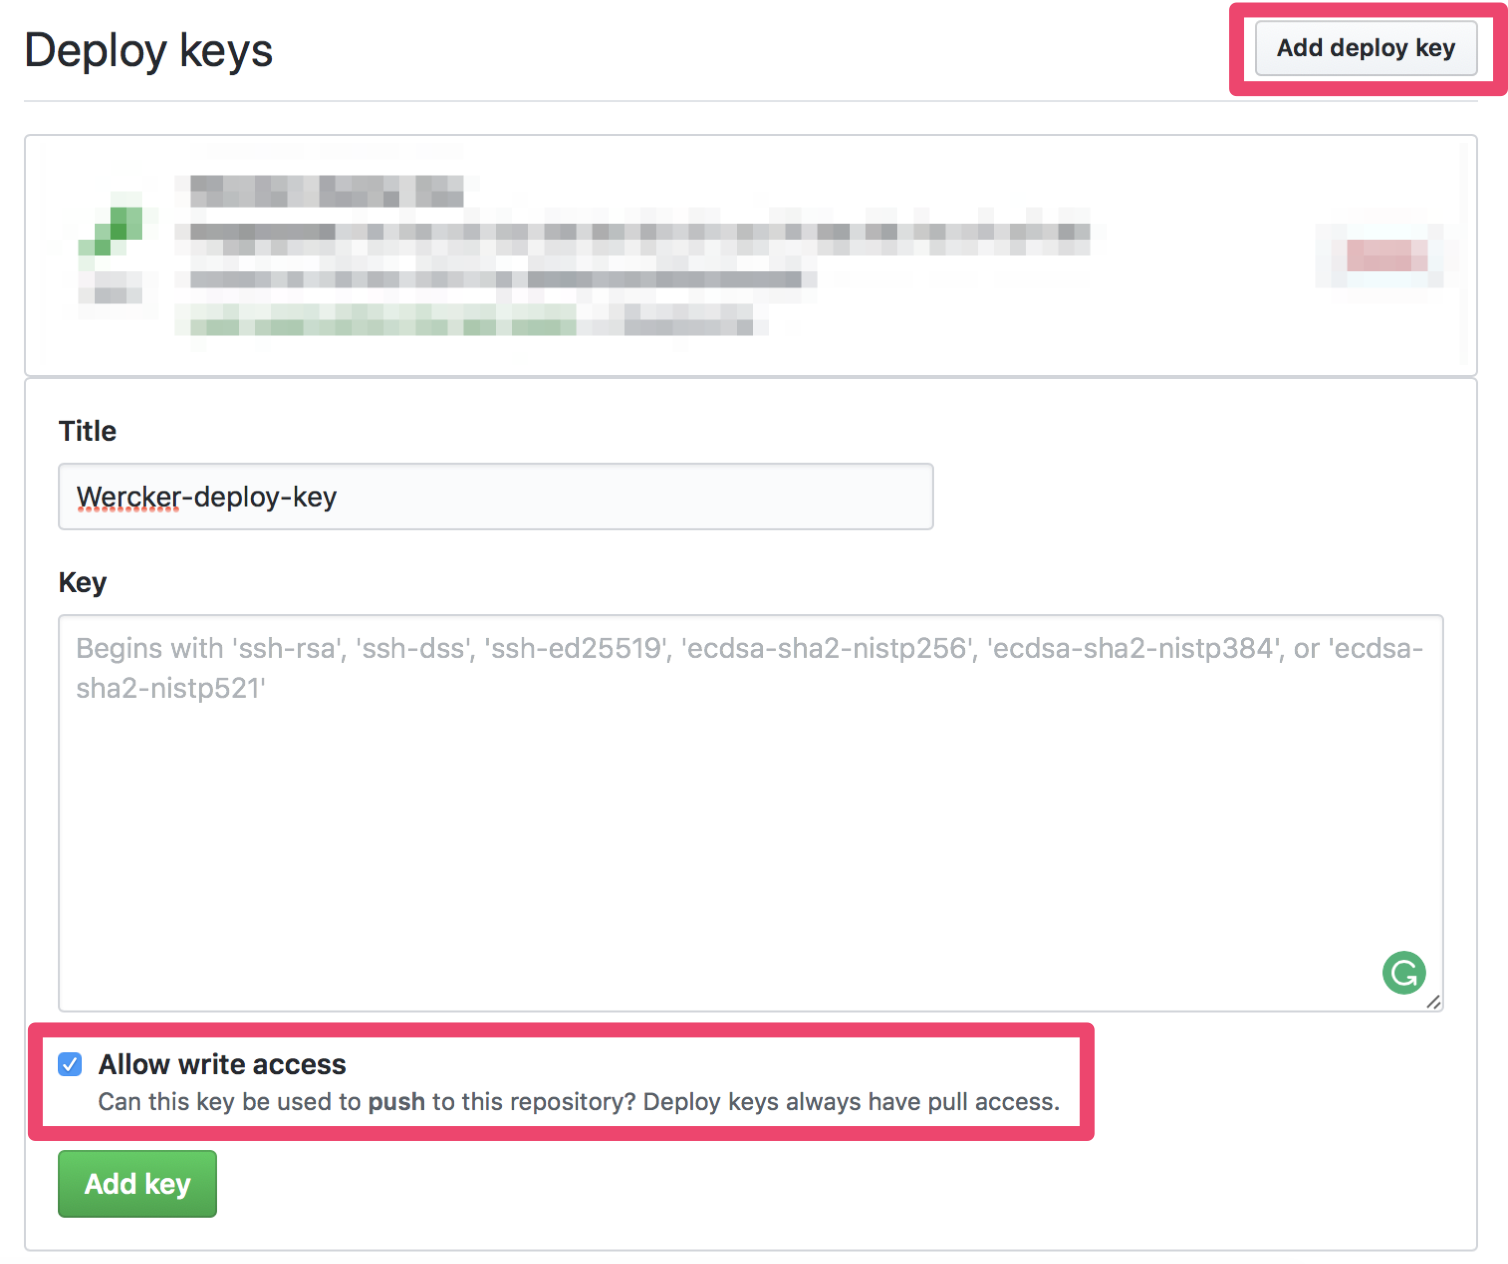 Deploy keys
Add deploy key
Title
Wercker-deploy-key
Key
Begins with 'ssh-rsa', 'ssh-dss', 'ssh-ed25519', 'ecdsa-sha2-nistp256', 'ecdsa-sha2-nistp384', or 'ecdsa-
sha2-nistp521'
Allow write access
Can this key be used to push to this repository? Deploy keys always have pull access.
Add key